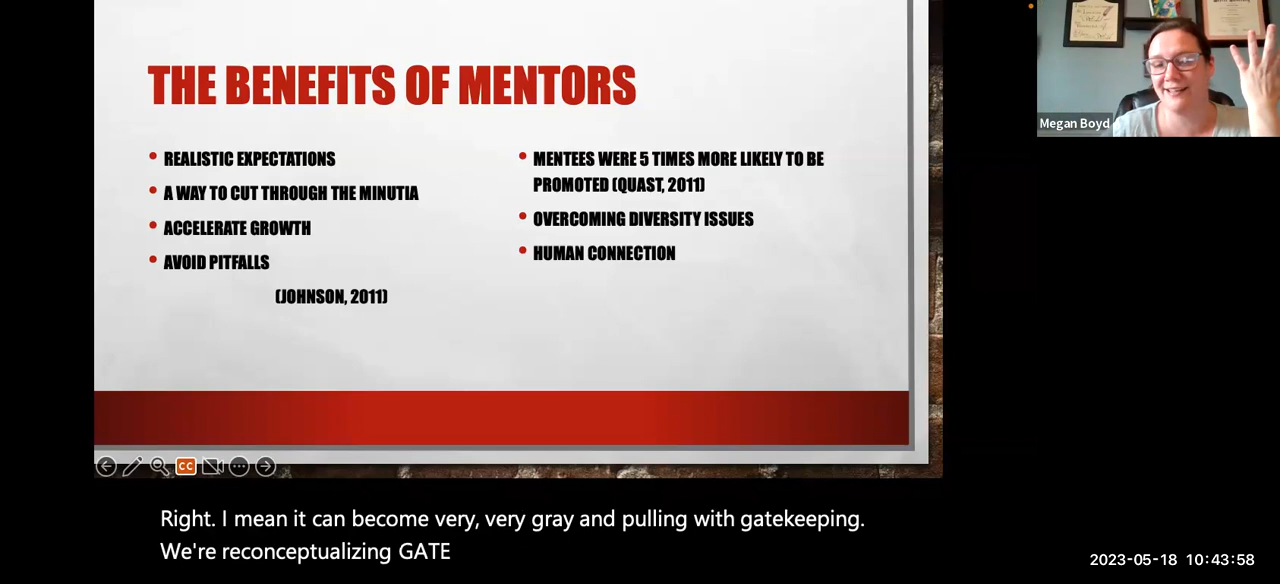 THE BENEFITS OF MENTORS
• REALISTIC EXPECTATIONS
• A WAY TO CUT THROUGH THE MINUTIA
• ACCELERATE GROWTH
• AVOID PITFALLS
(JOHNSON, 2011)
• MENTEES WERE 5 TIMES MORE LIKELY TO BE
PROMOTED (QUAST, 2011)
• OVERCOMING DIVERSITY ISSUES
• HUMAN CONNECTION
Megan Boyd
CC
Right. I mean it can become very, very gray and pulling with gatekeeping.
We're reconceptualizing GATE
2023-05-18 10:43:58